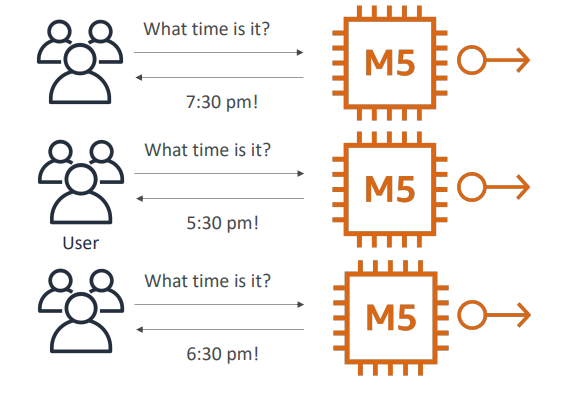 What time is it?
M5
7:30 pm!
What time is it?
M5
5:30 pm!
User
What time is it?
M5
6:30 pm!